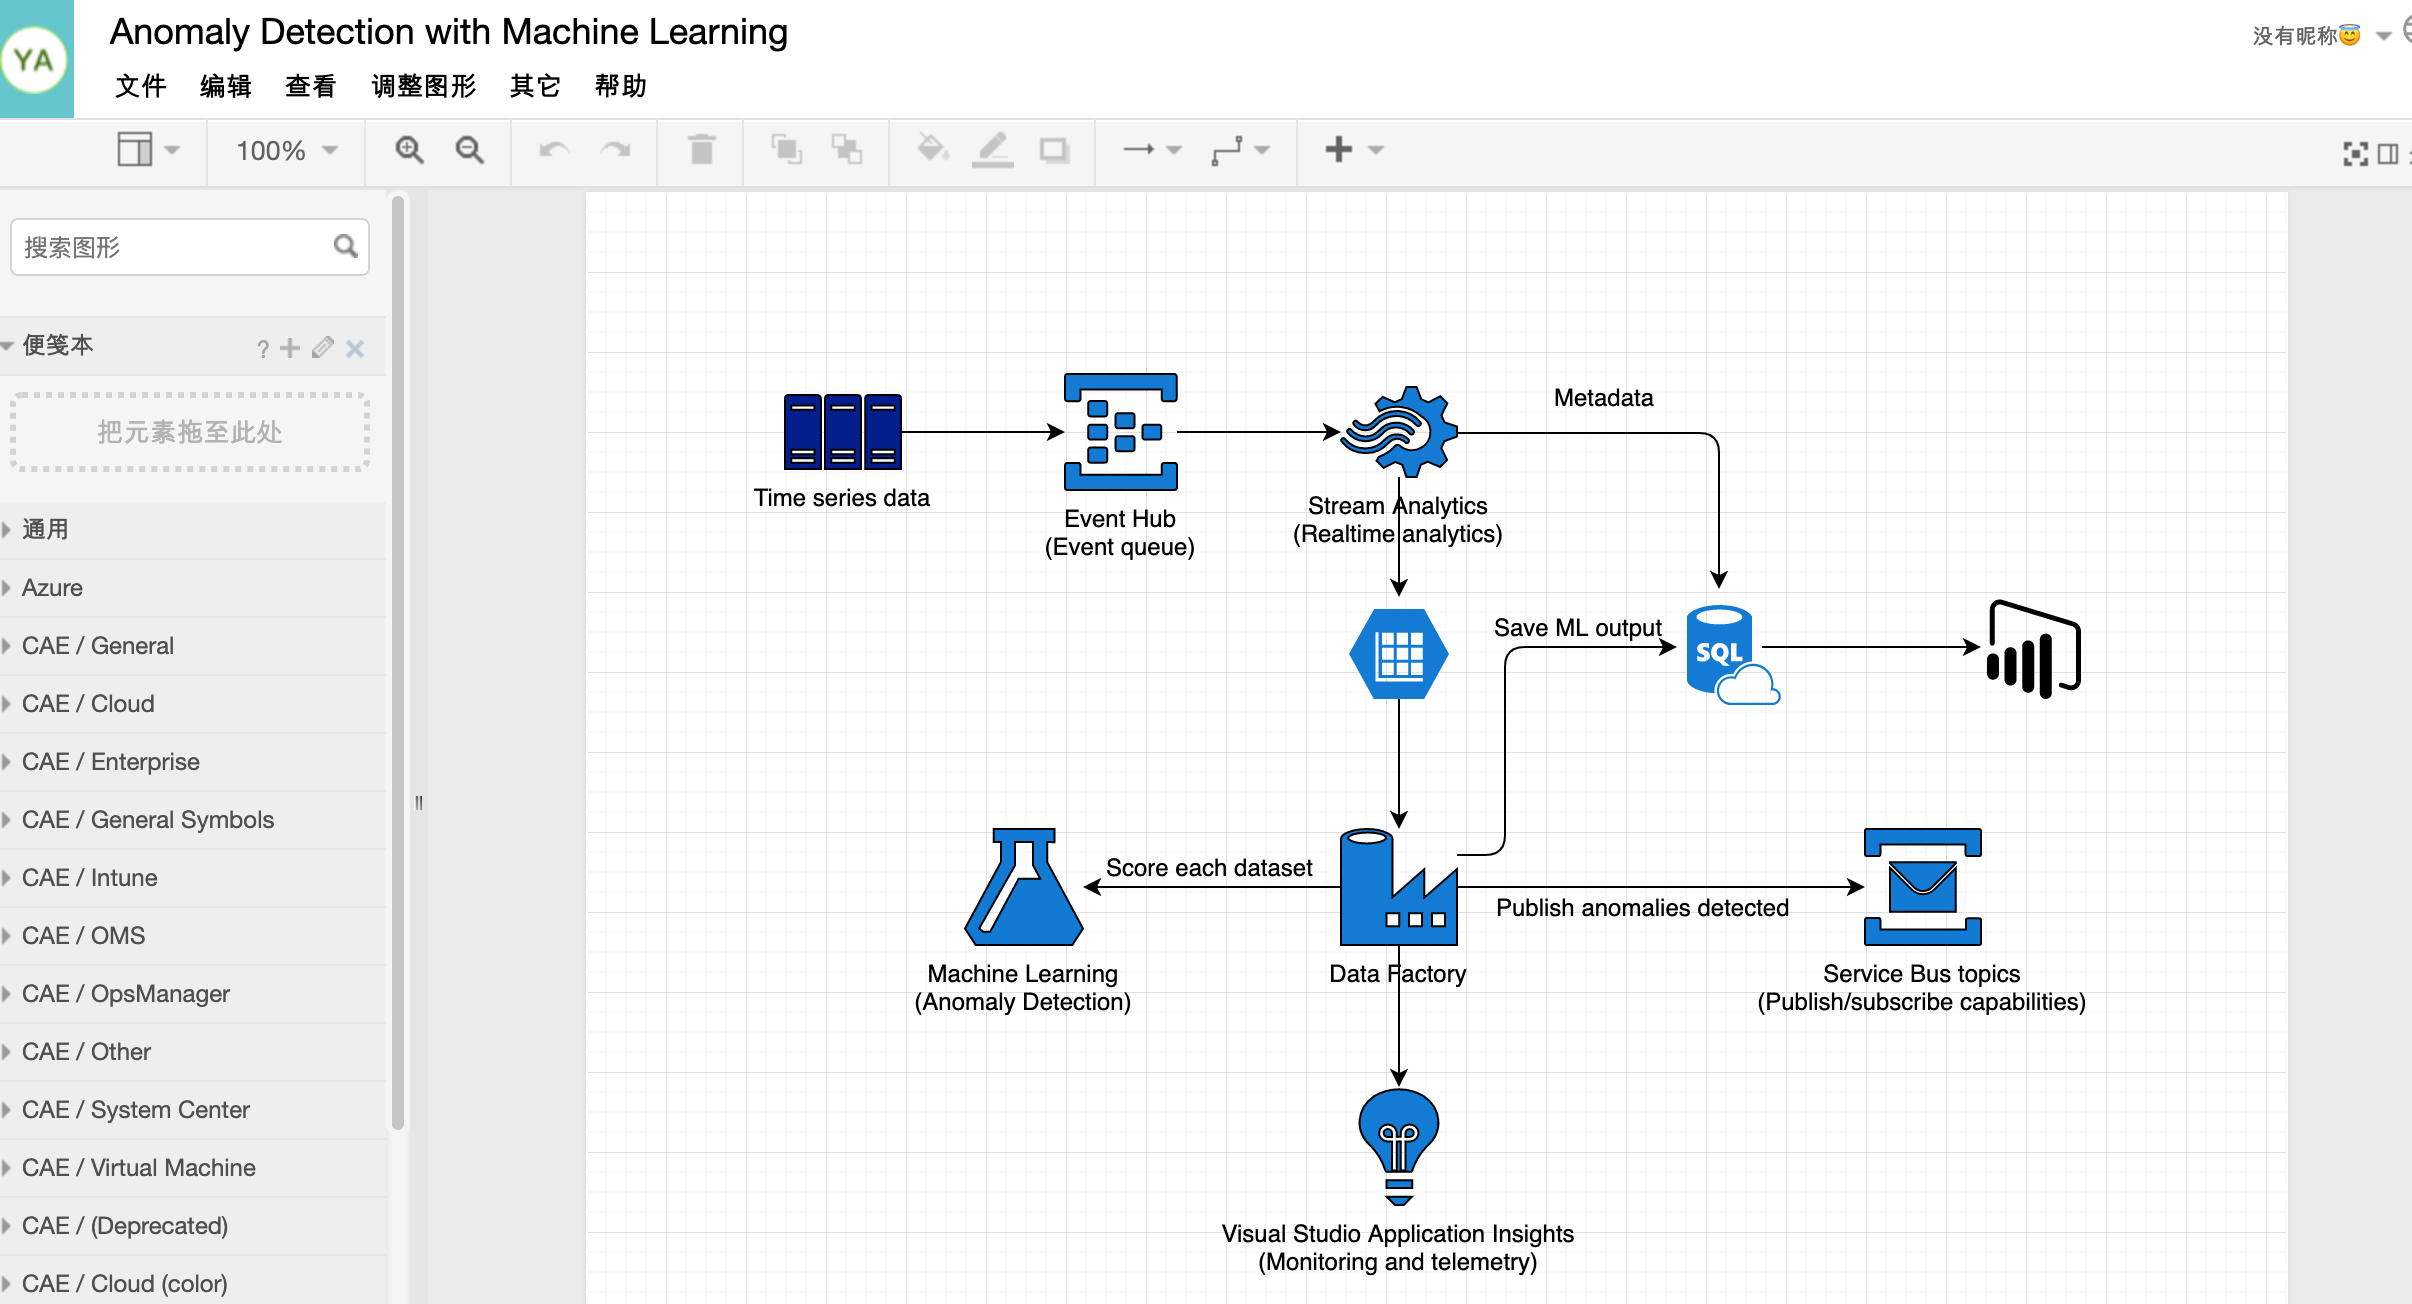 YA
Anomaly Detection with Machine Learning
没有昵称😇
文件 编辑 查看 调整图形 其它 帮助
100%
搜索图形
便笺本
?
把元素拖至此处
通用
Azure
CAE / General
CAE / Cloud
CAE / Enterprise
CAE / General Symbols
CAE / Intune
CAE / OMS
CAE / OpsManager
CAE / Other
CAE / System Center
CAE / Virtual Machine
CAE / (Deprecated)
CAE / Cloud (color)
Time series data
Event Hub
(Event queue)
Stream Analytics
(Realtime analytics)
Metadata
Save ML output
SQL
Score each dataset
Publish anomalies detected
Machine Learning
(Anomaly Detection)
Data Factory
Service Bus topics
(Publish/subscribe capabilities)
Visual Studio Application Insights
(Monitoring and telemetry)